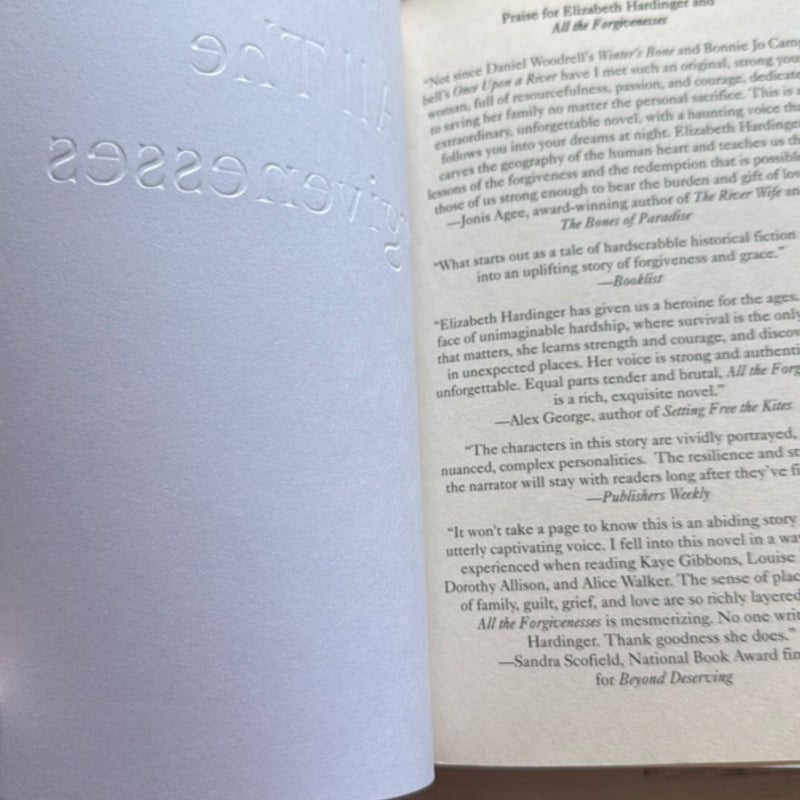 All The
givenesses
Praise for Elizabeth Hardinger and
All the Forgivenesses
"Not since Daniel Woodrell's Winter's Bone and Bonnie Jo Camp
bell's Once Upon a River have I met such an original, strong you
woman, full of resourcefulness, passion, and courage, dedicate
to saving her family no matter the personal sacrifice. This is a
extraordinary, unforgettable novel, with a haunting voice tha
follows you into your dreams at night. Elizabeth Hardinger
carves the geography of the human heart and teaches us th
lessons of the forgiveness and the redemption that is possible
those of us strong enough to bear the burden and gift of lov
—Jonis Agee, award-winning author of The River Wife an
The Bones of Paradise
"What starts out as a tale of hardscrabble historical fiction
into an uplifting story of forgiveness and grace."
—Booklist
"Elizabeth Hardinger has given us a heroine for the ages.
face of unimaginable hardship, where survival is the only
that matters, she learns strength and courage, and discov
in unexpected places. Her voice is strong and authenti
unforgettable. Equal parts tender and brutal, All the Forg
is a rich, exquisite novel."
—Alex George, author of Setting Free the Kites
"The characters in this story are vividly portrayed,
nuanced, complex personalities. The resilience and st
the narrator will stay with readers long after they've fi
—Publishers Weekly
"It won't take a page to know this is an abiding story
utterly captivating voice. I fell into this novel in a wa
experienced when reading Kaye Gibbons, Louise
Dorothy Allison, and Alice Walker. The sense of plac
of family, guilt, grief, and love are so richly layered
All the Forgivenesses is mesmerizing. No one writ
Hardinger. Thank goodness she does."
—Sandra Scofield, National Book Award fin
for Beyond Deserving